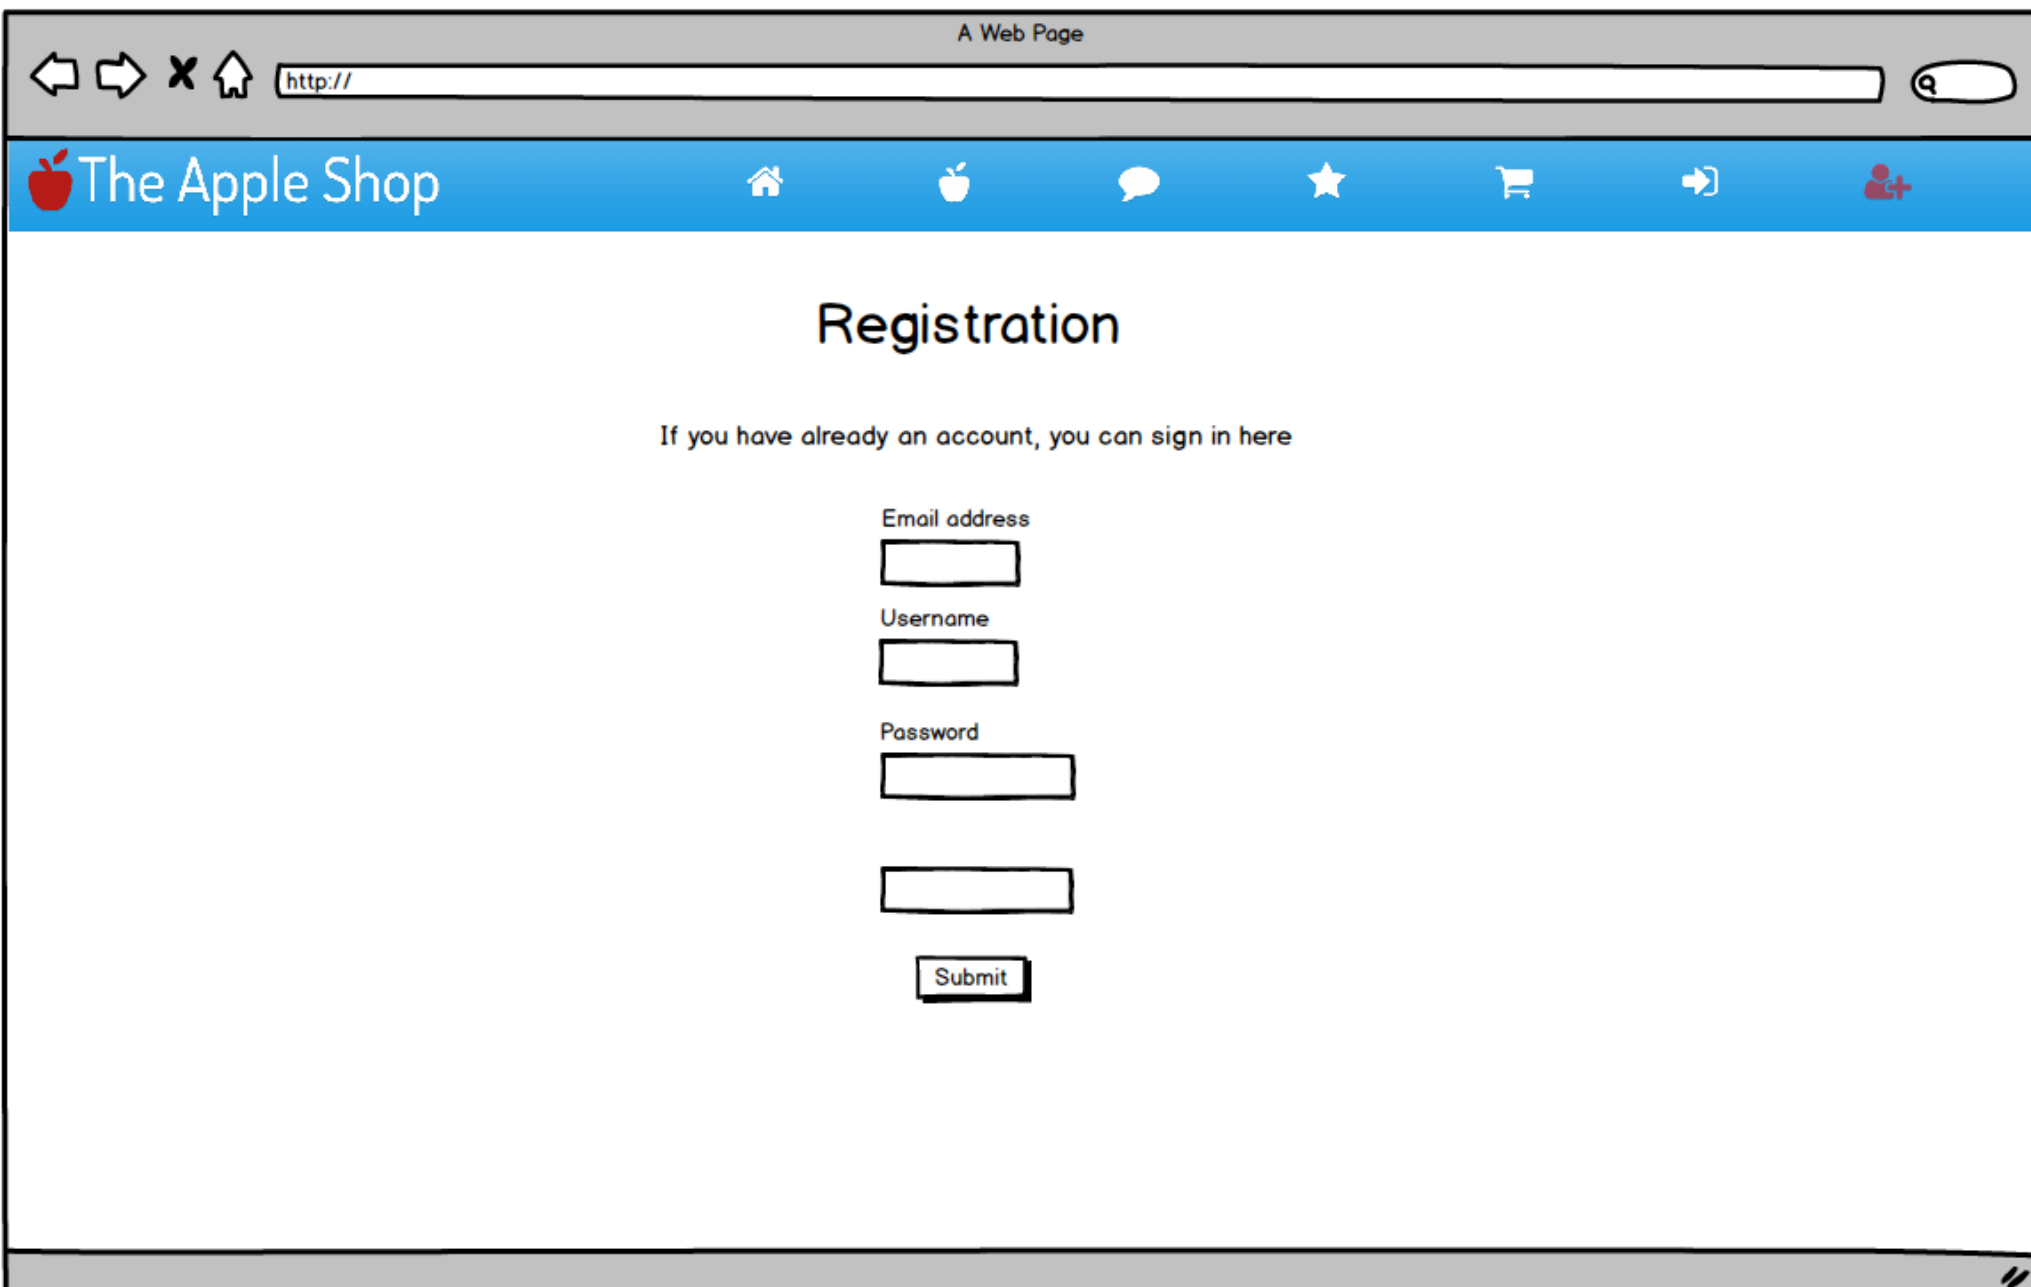 A Web Page
http://
The Apple Shop
Registration
If you have already an account, you can sign in here
Email address
Username
Password
Submit